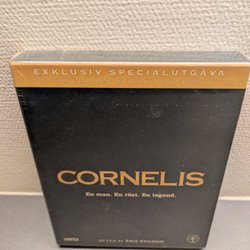 EXKLUSIV SPECIALUTGÅVA
CORNELIS
En man. En röst. En legend.
EN FILM AV AMIR CHAMDIN